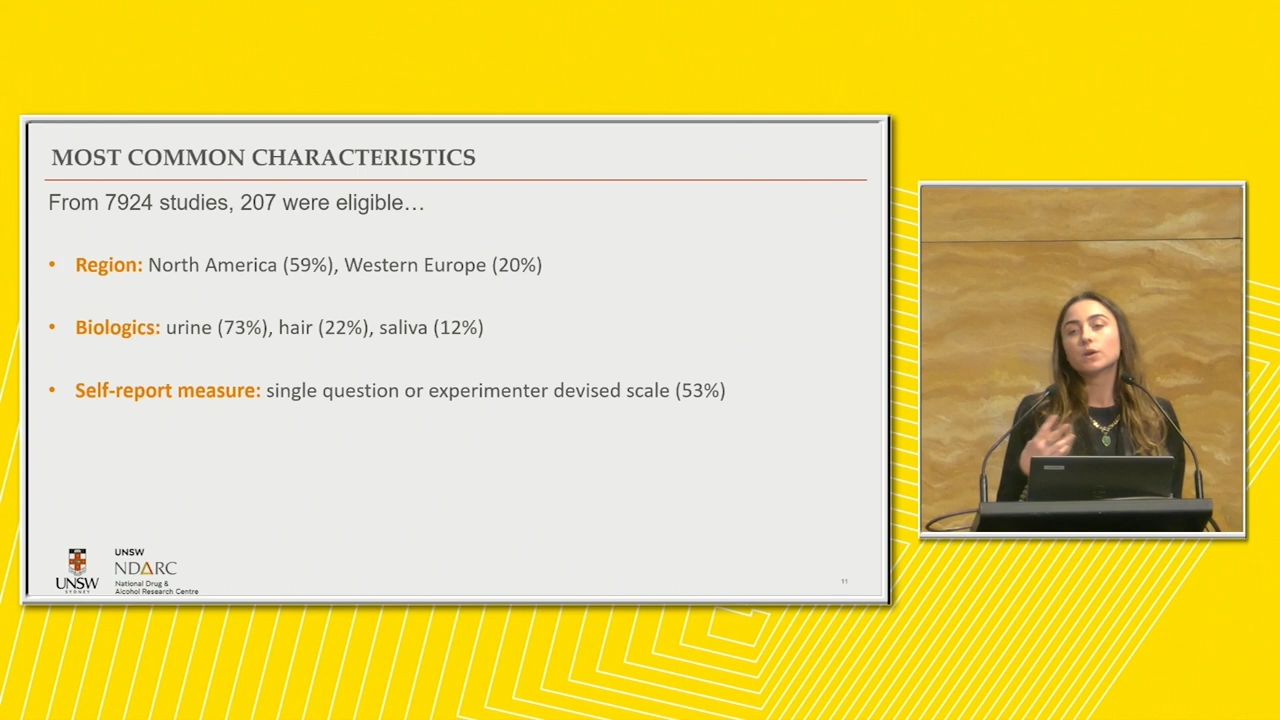 MOST COMMON CHARACTERISTICS
From 7924 studies, 207 were eligible…
• Region: North America (59%), Western Europe (20%)
• Biologics: urine (73%), hair (22%), saliva (12%)
• Self-report measure: single question or experimenter devised scale (53%)
UNSW
SYDNEY
UNSW
NDARC
National Drug &
Alcohol Research Centre
11